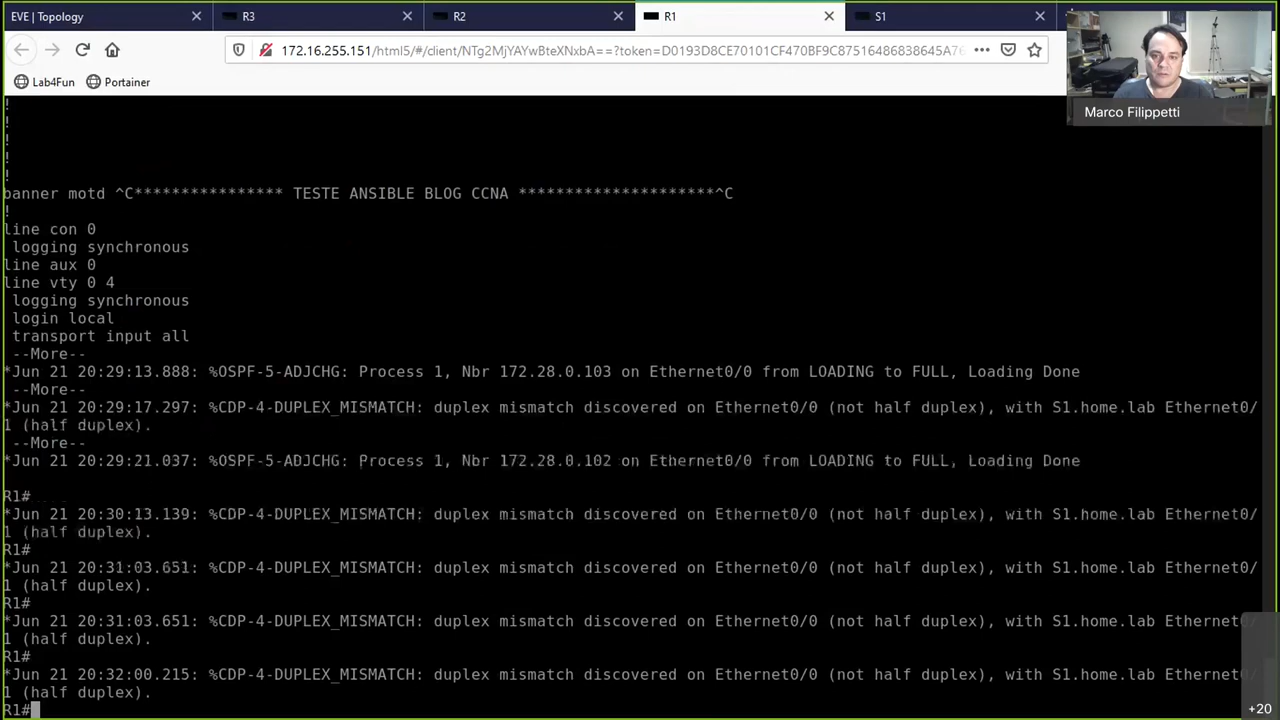 EVE | Topology
R3
R2
R1
S1
172.16.255.151/html5/#/client/NTg2MjYAYwBteXNxbA==?token=D0193D8CE70101CF470BF9C87516486838645A76
Lab4Fun
Portainer
Marco Filippetti
!
!
!
!
!
banner motd ^C**************** TESTE ANSIBLE BLOG CCNA *********************^C
!
line con 0
logging synchronous
line aux 0
line vty 0 4
logging synchronous
login local
transport input all
--More--
*Jun 21 20:29:13.888: %OSPF-5-ADJCHG: Process 1, Nbr 172.28.0.103 on Ethernet0/0 from LOADING to FULL, Loading Done
--More--
*Jun 21 20:29:17.297: %CDP-4-DUPLEX_MISMATCH: duplex mismatch discovered on Ethernet0/0 (not half duplex), with S1.home.lab Ethernet0/
1 (half duplex).
--More--
*Jun 21 20:29:21.037: %OSPF-5-ADJCHG: Process 1, Nbr 172.28.0.102 on Ethernet0/0 from LOADING to FULL, Loading Done
R1#
*Jun 21 20:30:13.139: %CDP-4-DUPLEX_MISMATCH: duplex mismatch discovered on Ethernet0/0 (not half duplex), with S1.home.lab Ethernet0/
1 (half duplex).
R1#
*Jun 21 20:31:03.651: %CDP-4-DUPLEX_MISMATCH: duplex mismatch discovered on Ethernet0/0 (not half duplex), with S1.home.lab Ethernet0/
1 (half duplex).
R1#
*Jun 21 20:31:03.651: %CDP-4-DUPLEX_MISMATCH: duplex mismatch discovered on Ethernet0/0 (not half duplex), with S1.home.lab Ethernet0/
1 (half duplex).
R1#
*Jun 21 20:32:00.215: %CDP-4-DUPLEX_MISMATCH: duplex mismatch discovered on Ethernet0/0 (not half duplex), with S1.home.lab Ethernet0/
1 (half duplex).
R1#
+20